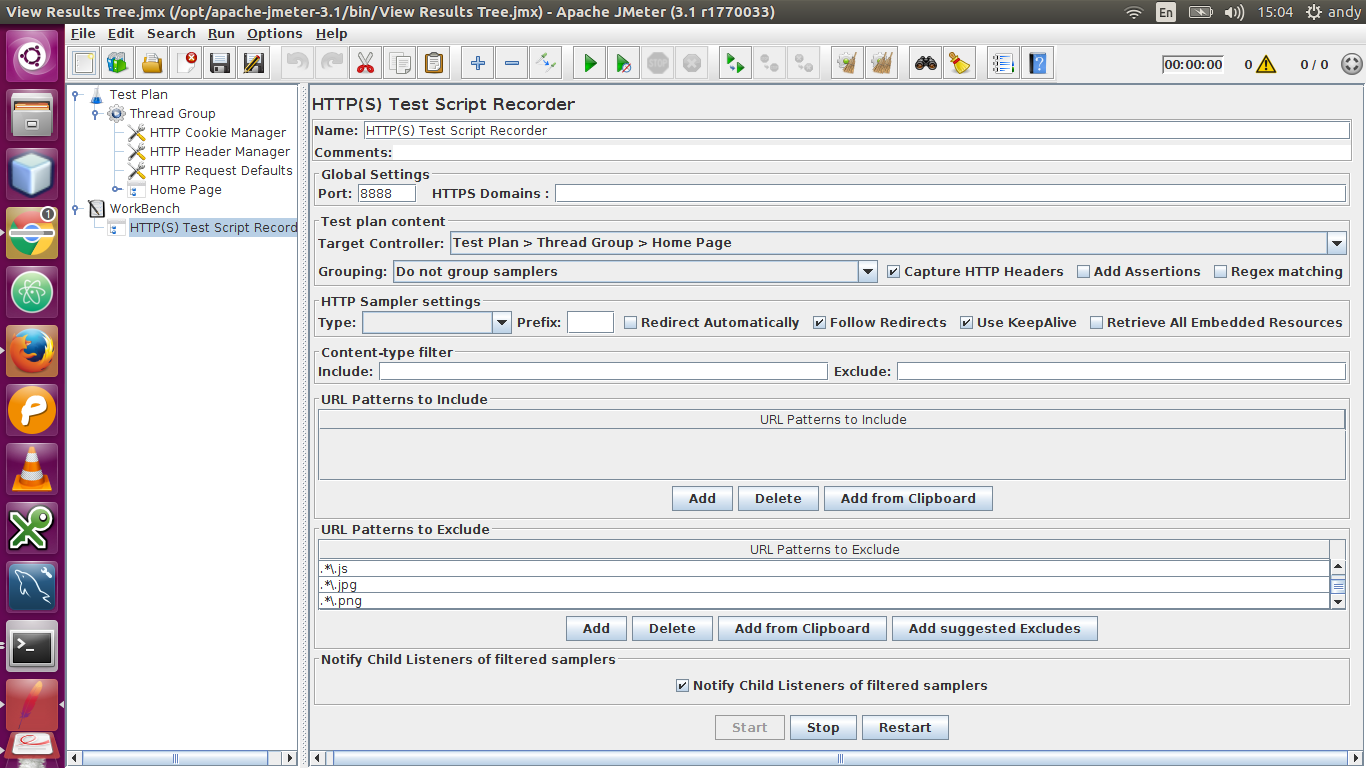 View Results Tree.jmx (/opt/apache-jmeter-3.1/bin/View Results Tree.jmx) - Apache JMeter (3.1 r1770033)
En 15:04 andy
File Edit Search Run Options Help
00:00:00 0 0 / 0
Test Plan
Thread Group
HTTP Cookie Manager
HTTP Header Manager
HTTP Request Defaults
Home Page
WorkBench
HTTP(S) Test Script Record
HTTP(S) Test Script Recorder
Name: HTTP(S) Test Script Recorder
Comments:
Global Settings
Port: 8888 HTTPS Domains :
Test plan content
Target Controller: Test Plan > Thread Group > Home Page
Grouping: Do not group samplers Capture HTTP Headers Add Assertions Regex matching
HTTP Sampler settings
Type: Prefix: Redirect Automatically Follow Redirects Use KeepAlive Retrieve All Embedded Resources
Content-type filter
Include: Exclude:
URL Patterns to Include
URL Patterns to Include
Add Delete Add from Clipboard
URL Patterns to Exclude
URL Patterns to Exclude
.*\.js
.*\.jpg
.*\.png
Add Delete Add from Clipboard Add suggested Excludes
Notify Child Listeners of filtered samplers
Notify Child Listeners of filtered samplers
Start Stop Restart
1